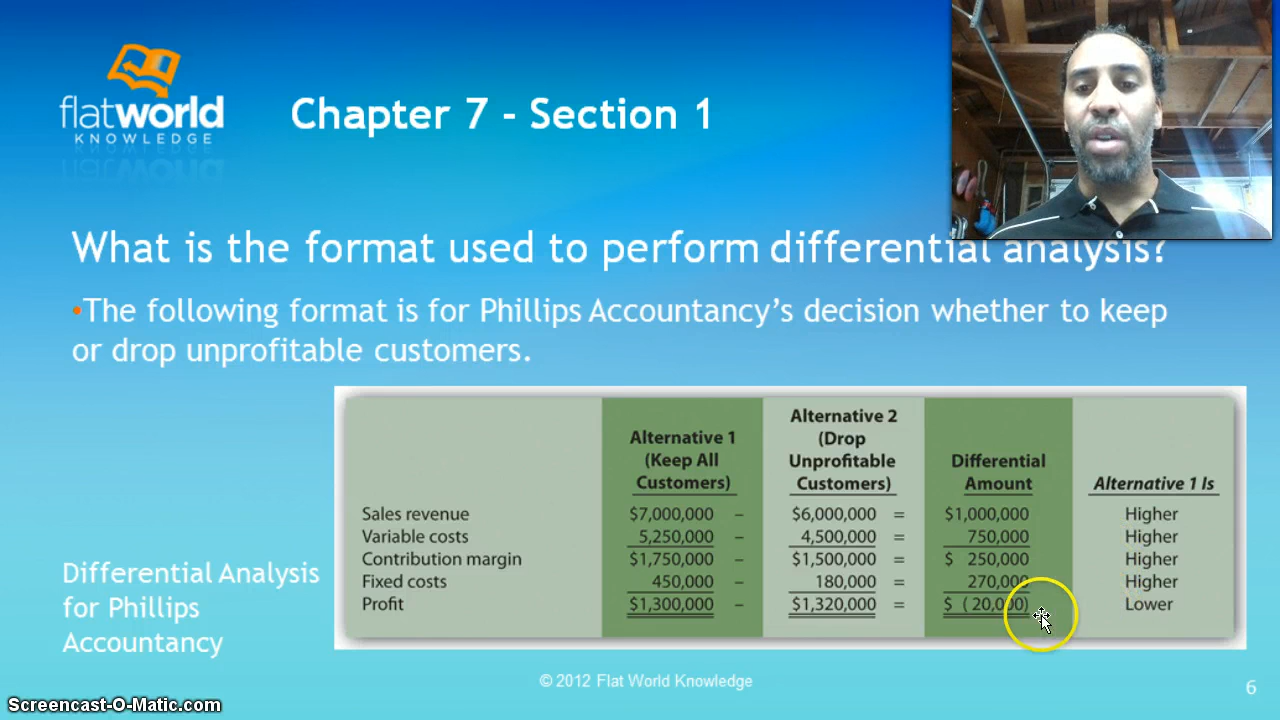 flatworld
KNOWLEDGE
Chapter 7 - Section 1
What is the format used to perform differential analysis?
•The following format is for Phillips Accountancy’s decision whether to keep
or drop unprofitable customers.
Differential Analysis
for Phillips
Accountancy
Alternative 1
(Keep All
Customers)
Alternative 2
(Drop
Unprofitable
Customers)
Differential
Amount
Alternative 1 Is
Sales revenue $7,000,000 – $6,000,000 = $1,000,000 Higher
Variable costs 5,250,000 – 4,500,000 = 750,000 Higher
Contribution margin $1,750,000 – $1,500,000 = $ 250,000 Higher
Fixed costs 450,000 – 180,000 = 270,000 Higher
Profit $1,300,000 – $1,320,000 = $ (20,000) Lower
© 2012 Flat World Knowledge
6
Screencast-O-Matic.com